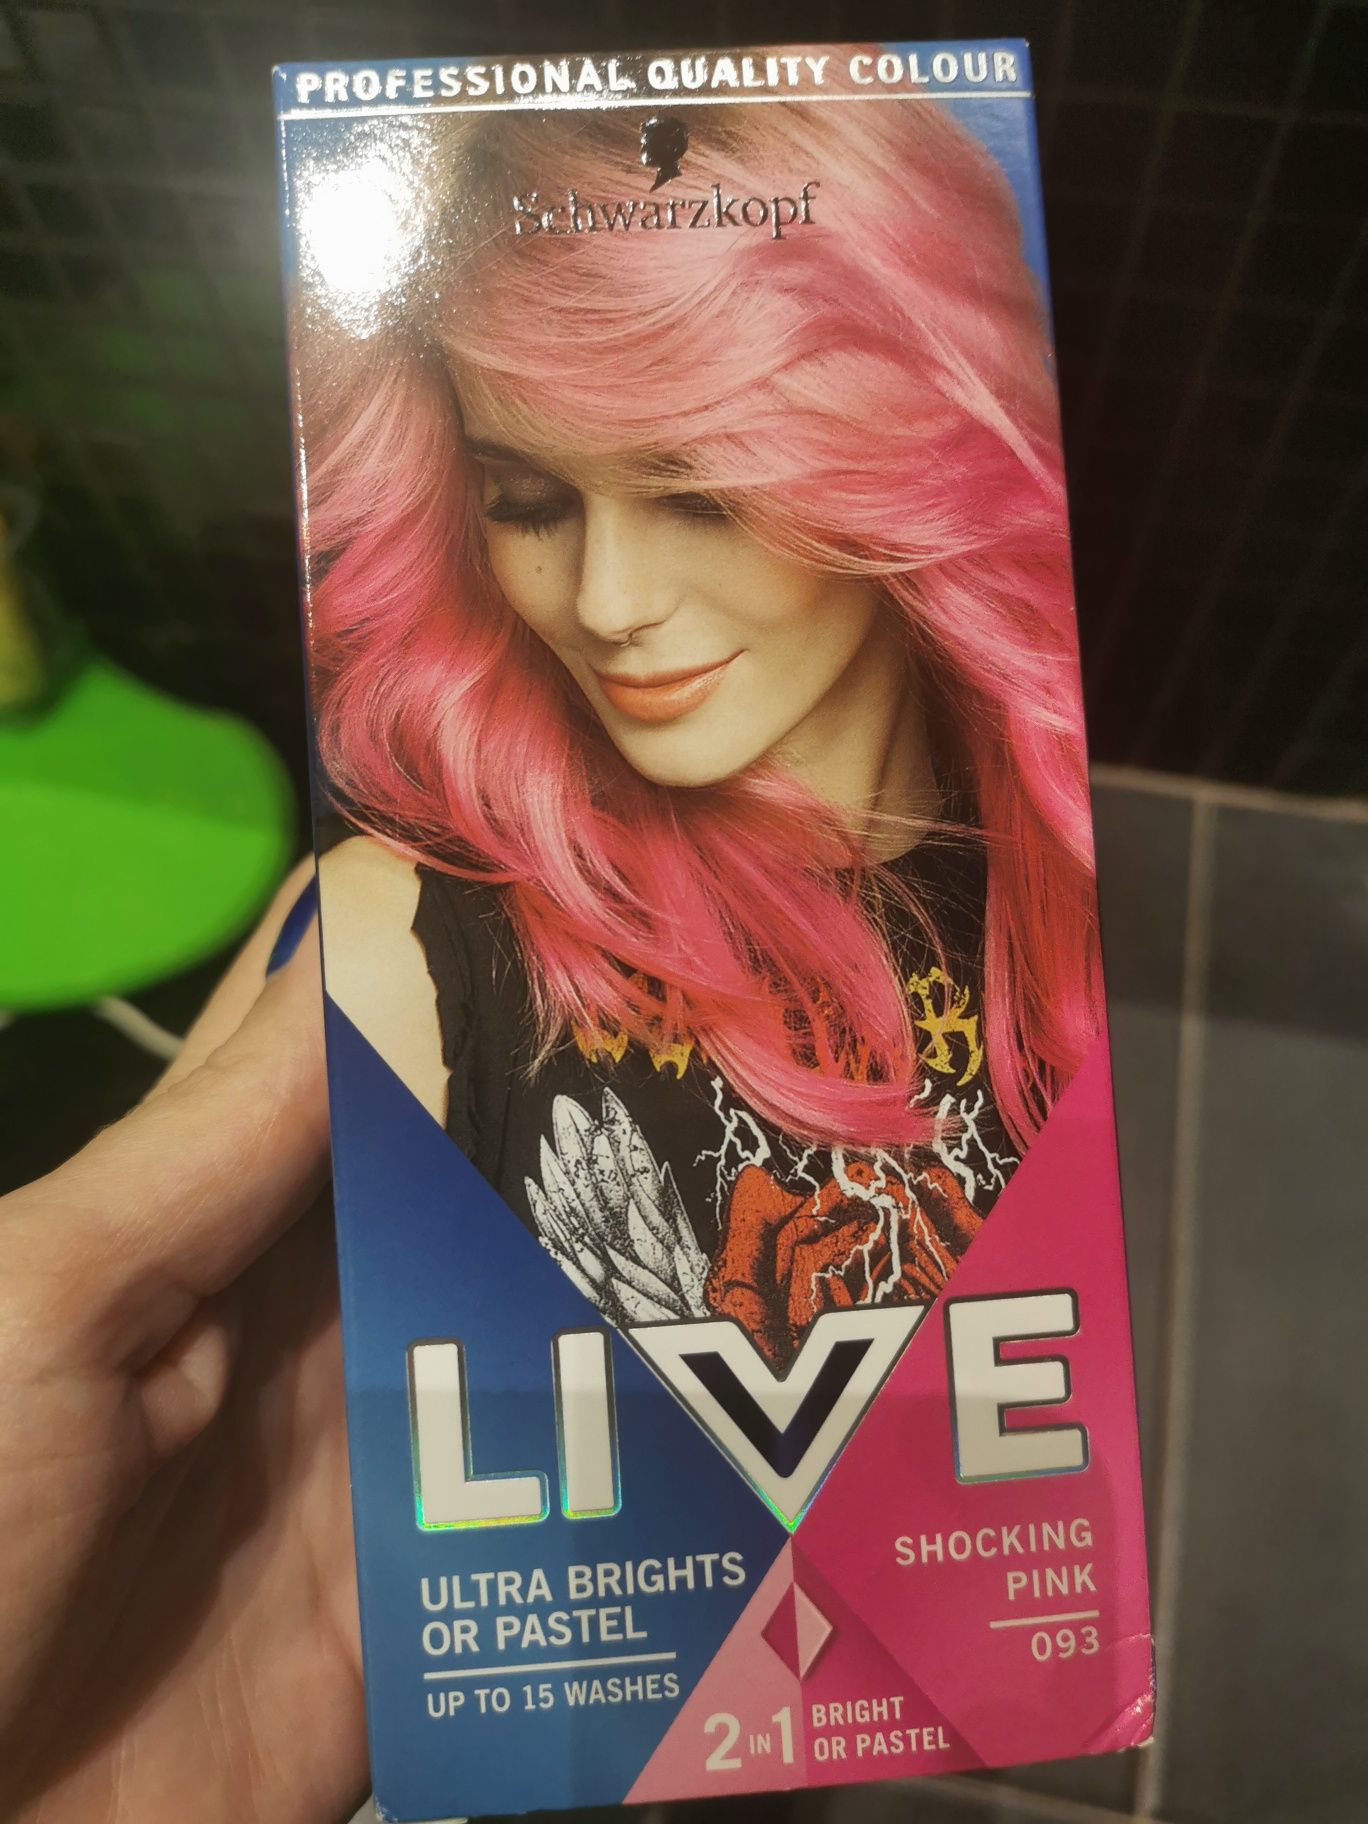 PROFESSIONAL QUALITY COLOUR
Schwarzkopf
LIVE
ULTRA BRIGHTS
OR PASTEL
UP TO 15 WASHES
SHOCKING
PINK
093
2 IN 1
BRIGHT
OR PASTEL